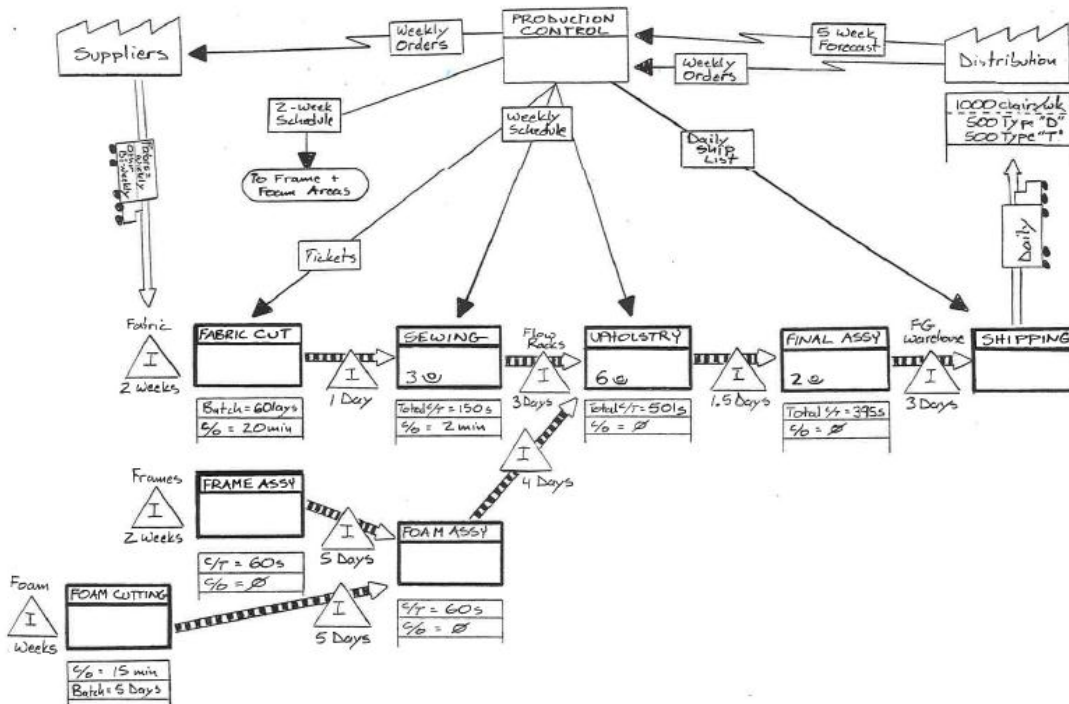 Suppliers
Weekly
Orders
PRODUCTION
CONTROL
5 Week
Forecast
Weekly
Orders
Distribution
1000 chairs/wk
500 Type "D"
500 Type "T"
2-Week
Schedule
To Frame +
Foam Areas
Weekly
Schedule
Daily
Ship
List
Bi-weekly
Daily
Tickets
Fabric
I
2 Weeks
FABRIC CUT
Batch = 60lays
C/O = 20min
I
1 Day
SEWING
3
Total C/T = 150s
C/O = 2 min
Flow
Racks
I
3 Days
UPHOLSTRY
6
Total C/T = 501s
C/O = Ø
I
1.5 Days
FINAL ASSY
2
Total C/T = 395s
C/O = Ø
FG
Warehouse
I
3 Days
SHIPPING
I
4 Days
Frames
I
2 Weeks
FRAME ASSY
C/T = 60s
C/O = Ø
I
5 Days
FOAM ASSY
C/T = 60s
C/O = Ø
Foam
I
Weeks
FOAM CUTTING
C/O = 15 min
Batch = 5 Days
I
5 Days